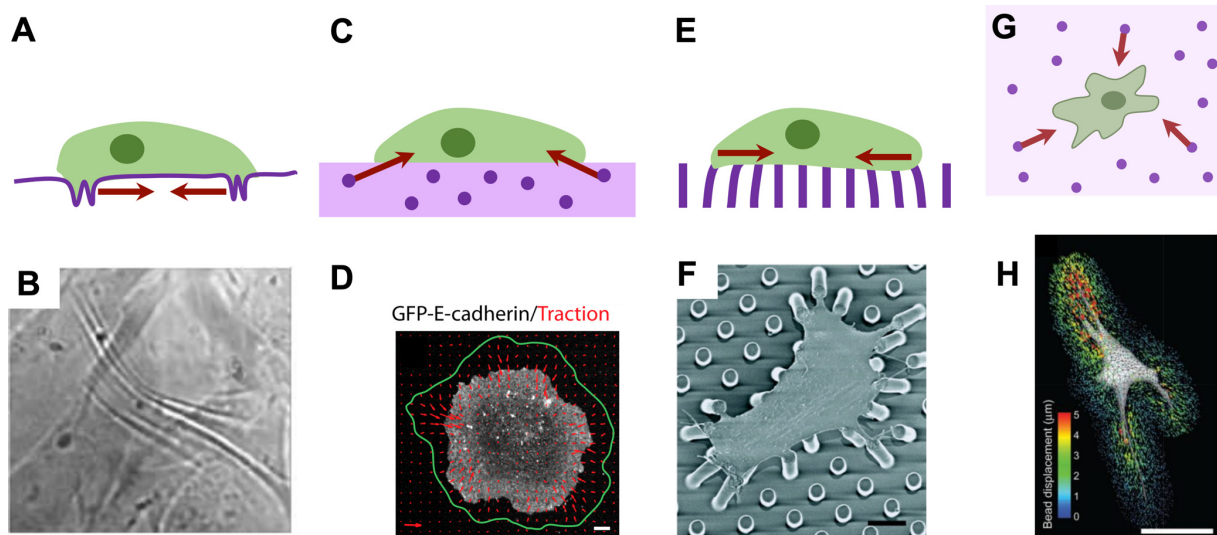 A
C
E
G
B
D
GFP-E-cadherin/Traction
F
H
Bead displacement (μm)
5
4
3
2
1
0